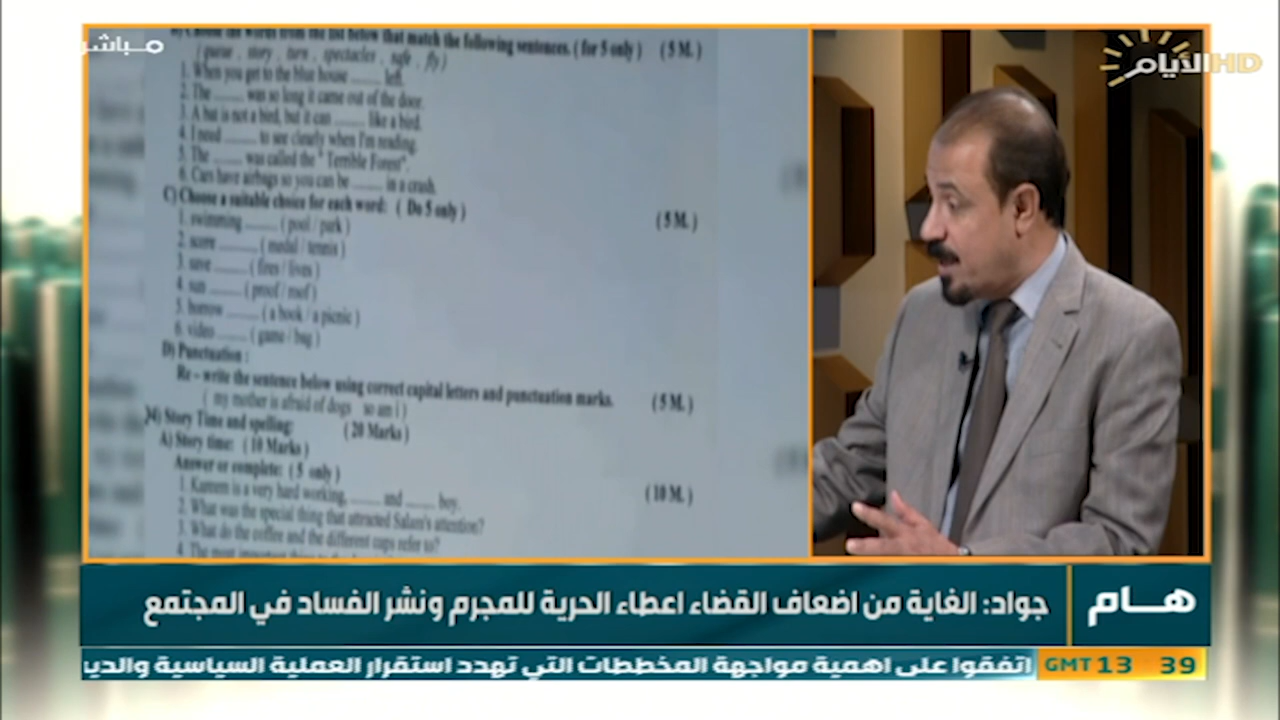 مباشر
الأيام HD
B) Choose the words from the list below that match the following sentences. ( for 5 only ) ( 5 M. )
( purse , story , turn , spectacles , safe , fly )
1. When you get to the blue house ........ left.
2. The ........ was so long it came out of the door.
3. A bat is not a bird, but it can ........ like a bird.
4. I need ........ to see clearly when I'm reading.
5. The ........ was called the " Terrible Forest".
6. Cars have airbags so you can be ........ in a crash.
C) Choose a suitable choice for each word: ( Do 5 only ) ( 5 M. )
1. swimming ........ ( pool / park )
2. score ........ ( medal / tennis )
3. save ........ ( fires / lives )
4. sun ........ ( proof / roof )
5. borrow ........ ( a book / a picnic )
6. video ........ ( game / bag )
D) Punctuation :
Re – write the sentence below using correct capital letters and punctuation marks. ( 5 M. )
( my mother is afraid of dogs so am i )
Story Time and spelling: ( 20 Marks )
A) Story time: ( 10 Marks )
Answer or complete: ( 5 only )
1. Kareem is a very hard working, ........ and ........ boy. ( 10 M. )
2. What was the special thing that attracted Salam's attention?
3. What do the coffee and the different cups refer to?
4. The most important
هـــام
جواد: الغاية من اضعاف القضاء اعطاء الحرية للمجرم ونشر الفساد في المجتمع
GMT 13 39
اتفقوا على اهمية مواجهة المخططات التي تهدد استقرار العملية السياسية والدي